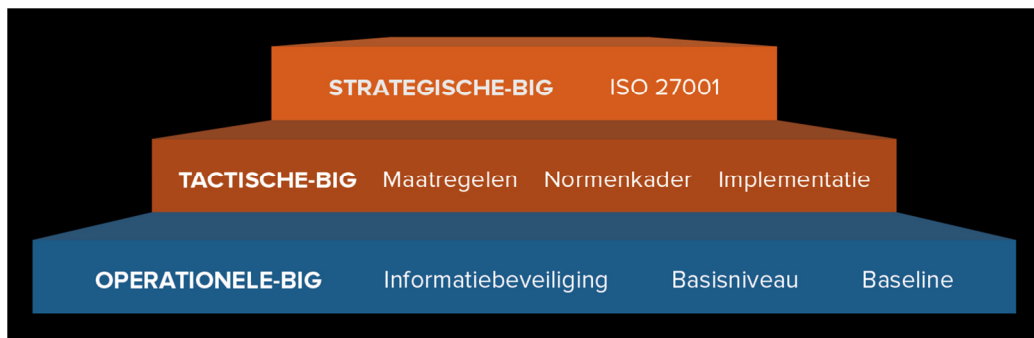 STRATEGISCHE-BIG ISO 27001
TACTISCHE-BIG Maatregelen Normenkader Implementatie
OPERATIONELE-BIG Informatiebeveiliging Basisniveau Baseline